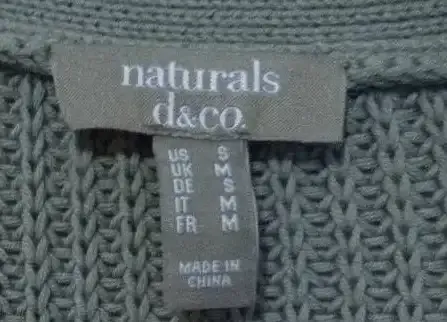 naturals
d&co.
US S
UK M
DE S
IT M
FR M
MADE IN
CHINA